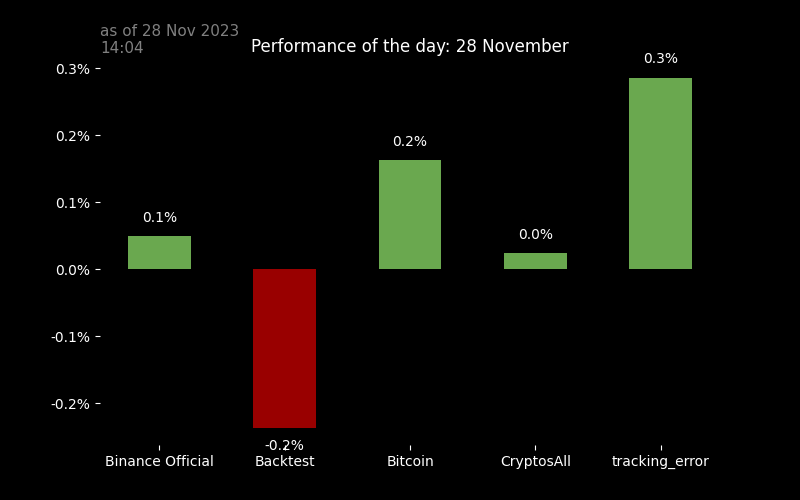 as of 28 Nov 2023
14:04
Performance of the day: 28 November
0.3%
0.2%
0.1%
0.0%
-0.1%
-0.2%
0.1%
-0.2%
0.2%
0.0%
0.3%
Binance Official
Backtest
Bitcoin
CryptosAll
tracking_error